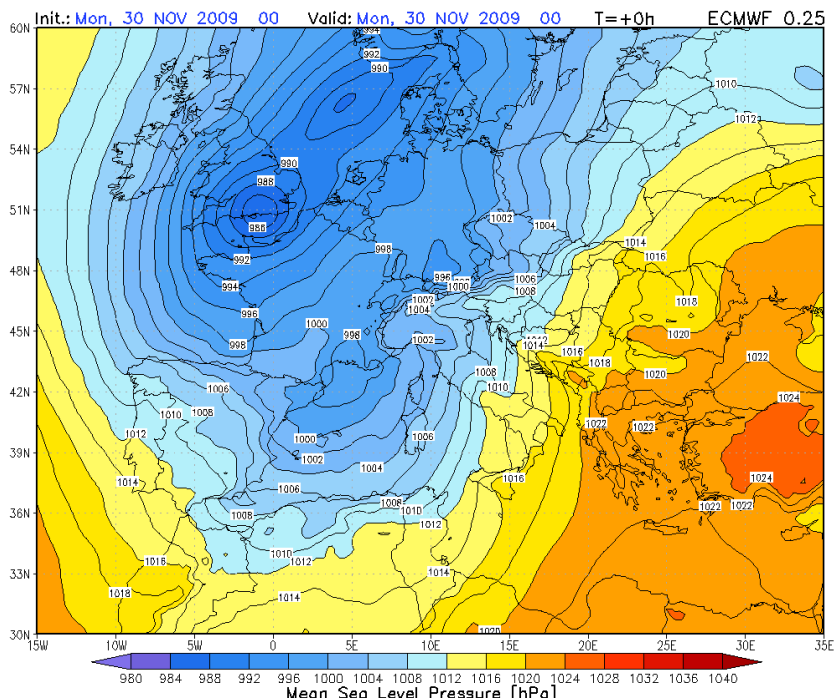 Init.: Mon, 30 NOV 2009 00 Valid: Mon, 30 NOV 2009 00 T=+0h ECMWF 0.25
60N 994
992
990
57N 1010
1012
54N
990
988
51N 1002
986 1004
998 1014
992 1016
48N 996 1006
994 1000 1008 1018
1002
1004
996 1000
45N 998 998 1002 1014 1020
1016 1018 1022
1008 1020
42N 1006 1010
1010 1008 1024
1012 1000 1006 1022 1022
39N 1002
1004 1024
1014 1016
1006 1008 1022 1022
36N 1008 1010
1012
1010
1016 1012
33N 1014
1018 1014
30N 1020
15W 10W 5W 0 5E 10E 15E 20E 25E 30E 35E
980 984 988 992 996 1000 1004 1008 1012 1016 1020 1024 1028 1032 1036 1040
Mean Sea Level Pressure [hPa]